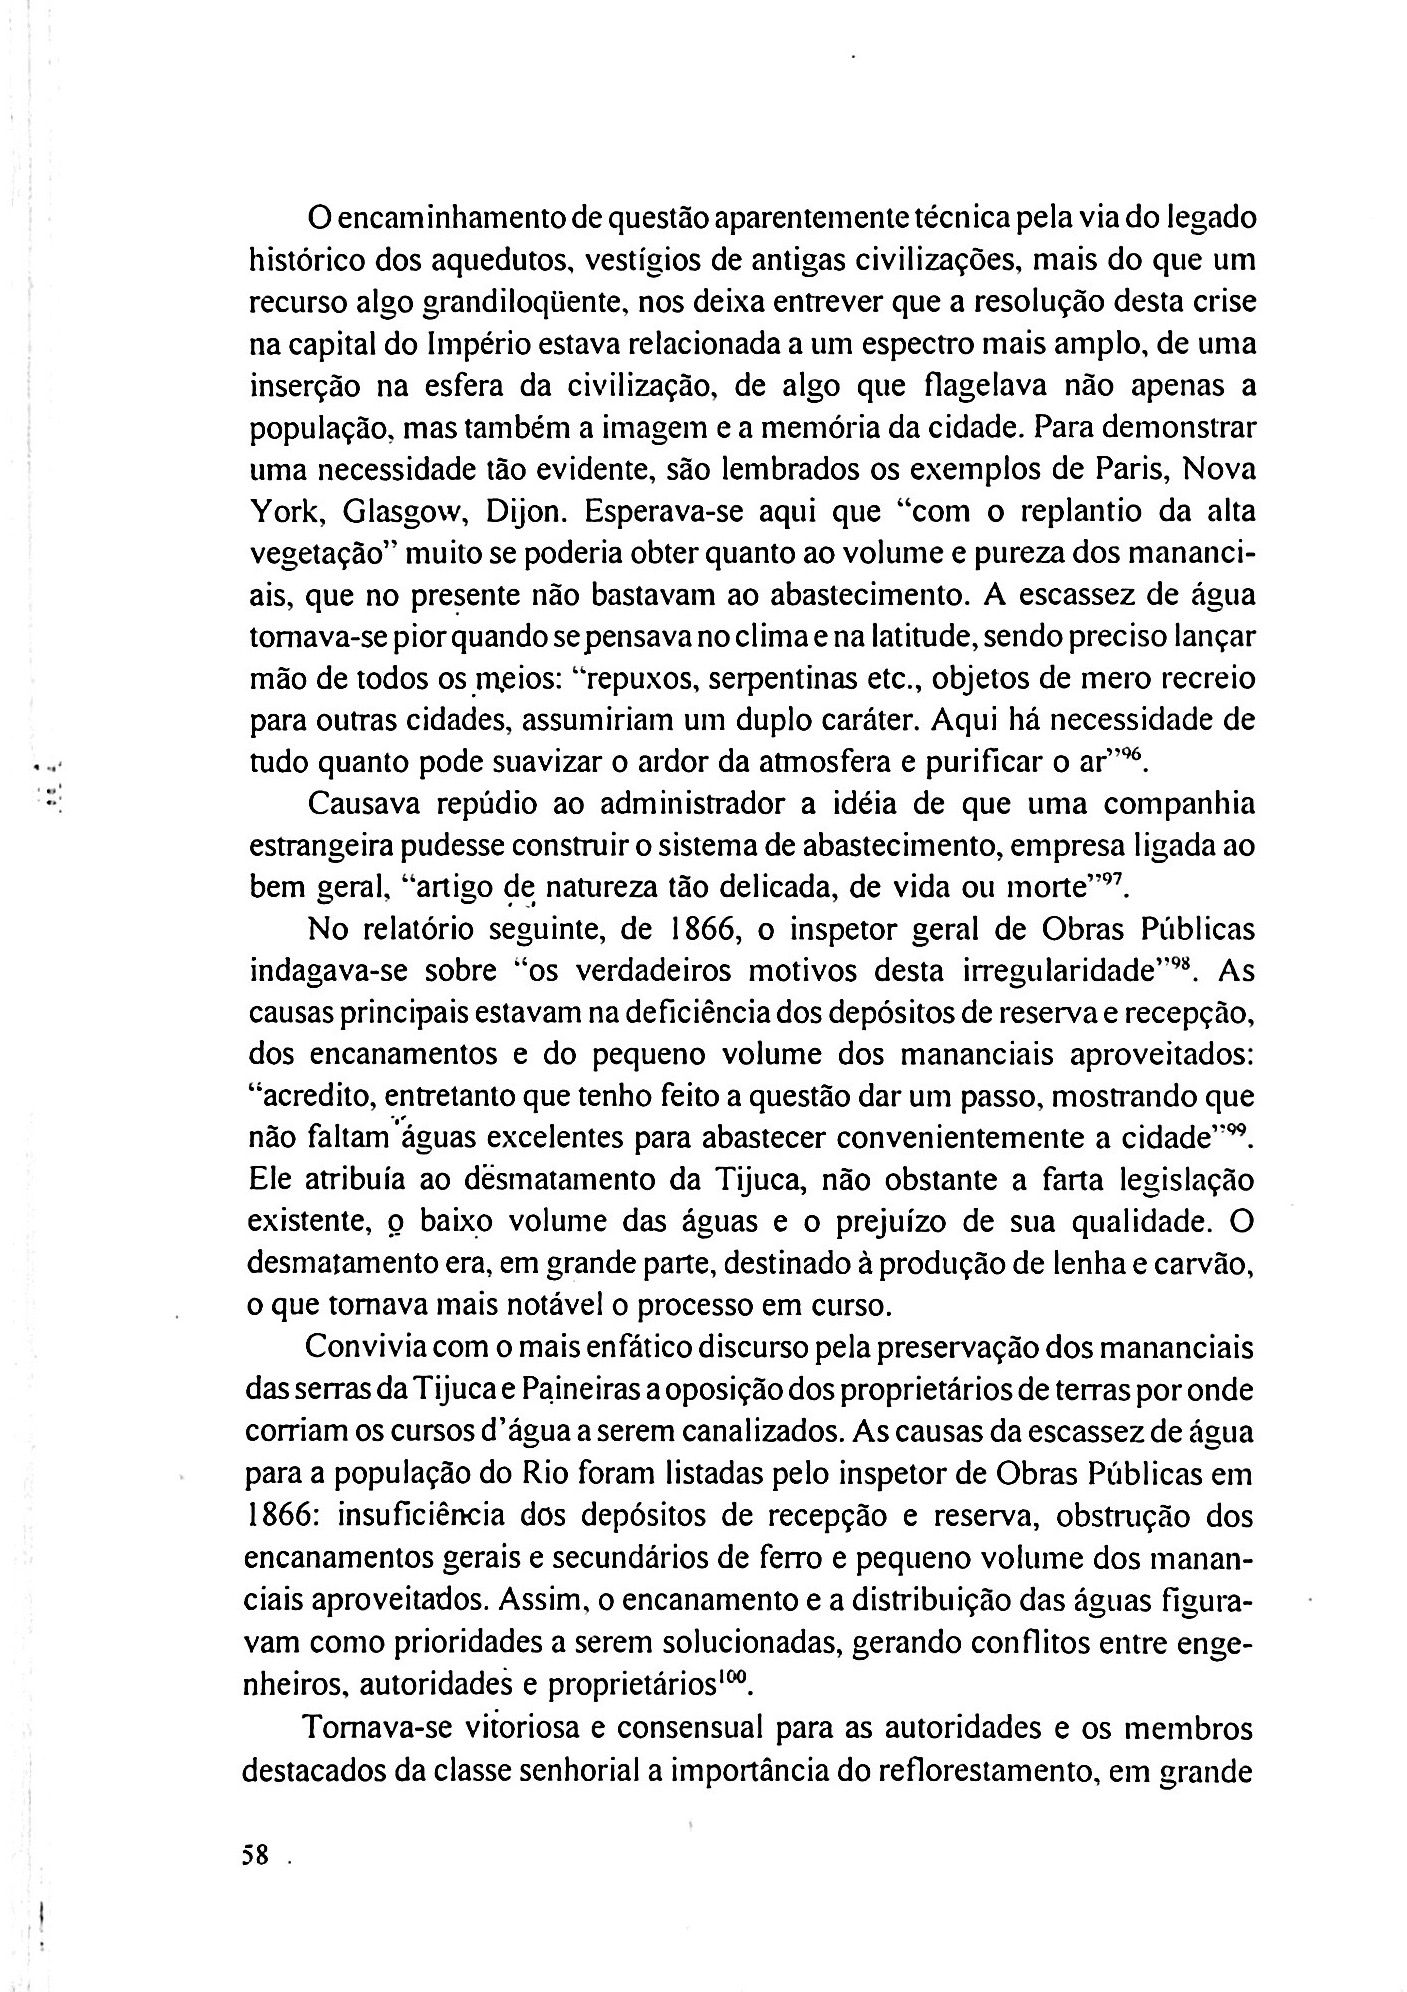 O encaminhamento de questão aparentemente técnica pela via do legado
histórico dos aquedutos, vestígios de antigas civilizações, mais do que um
recurso algo grandiloqüente, nos deixa entrever que a resolução desta crise
na capital do Império estava relacionada a um espectro mais amplo, de uma
inserção na esfera da civilização, de algo que flagelava não apenas a
população, mas também a imagem e a memória da cidade. Para demonstrar
uma necessidade tão evidente, são lembrados os exemplos de Paris, Nova
York, Glasgow, Dijon. Esperava-se aqui que “com o replantio da alta
vegetação” muito se poderia obter quanto ao volume e pureza dos mananci-
ais, que no presente não bastavam ao abastecimento. A escassez de água
tornava-se pior quando se pensava no clima e na latitude, sendo preciso lançar
mão de todos os meios: “repuxos, serpentinas etc., objetos de mero recreio
para outras cidades, assumiriam um duplo caráter. Aqui há necessidade de
tudo quanto pode suavizar o ardor da atmosfera e purificar o ar”⁹⁶.
Causava repúdio ao administrador a idéia de que uma companhia
estrangeira pudesse construir o sistema de abastecimento, empresa ligada ao
bem geral, “artigo de natureza tão delicada, de vida ou morte”⁹⁷.
No relatório seguinte, de 1866, o inspetor geral de Obras Públicas
indagava-se sobre “os verdadeiros motivos desta irregularidade”⁹⁸. As
causas principais estavam na deficiência dos depósitos de reserva e recepção,
dos encanamentos e do pequeno volume dos mananciais aproveitados:
“acredito, entretanto que tenho feito a questão dar um passo, mostrando que
não faltam águas excelentes para abastecer convenientemente a cidade”⁹⁹.
Ele atribuía ao desmatamento da Tijuca, não obstante a farta legislação
existente, o baixo volume das águas e o prejuízo de sua qualidade. O
desmatamento era, em grande parte, destinado à produção de lenha e carvão,
o que tornava mais notável o processo em curso.
Convivia com o mais enfático discurso pela preservação dos mananciais
das serras da Tijuca e Paineiras a oposição dos proprietários de terras por onde
corriam os cursos d’água a serem canalizados. As causas da escassez de água
para a população do Rio foram listadas pelo inspetor de Obras Públicas em
1866: insuficiência dos depósitos de recepção e reserva, obstrução dos
encanamentos gerais e secundários de ferro e pequeno volume dos manan-
ciais aproveitados. Assim, o encanamento e a distribuição das águas figura-
vam como prioridades a serem solucionadas, gerando conflitos entre enge-
nheiros, autoridades e proprietários¹⁰⁰.
Tornava-se vitoriosa e consensual para as autoridades e os membros
destacados da classe senhorial a importância do reflorestamento, em grande
58